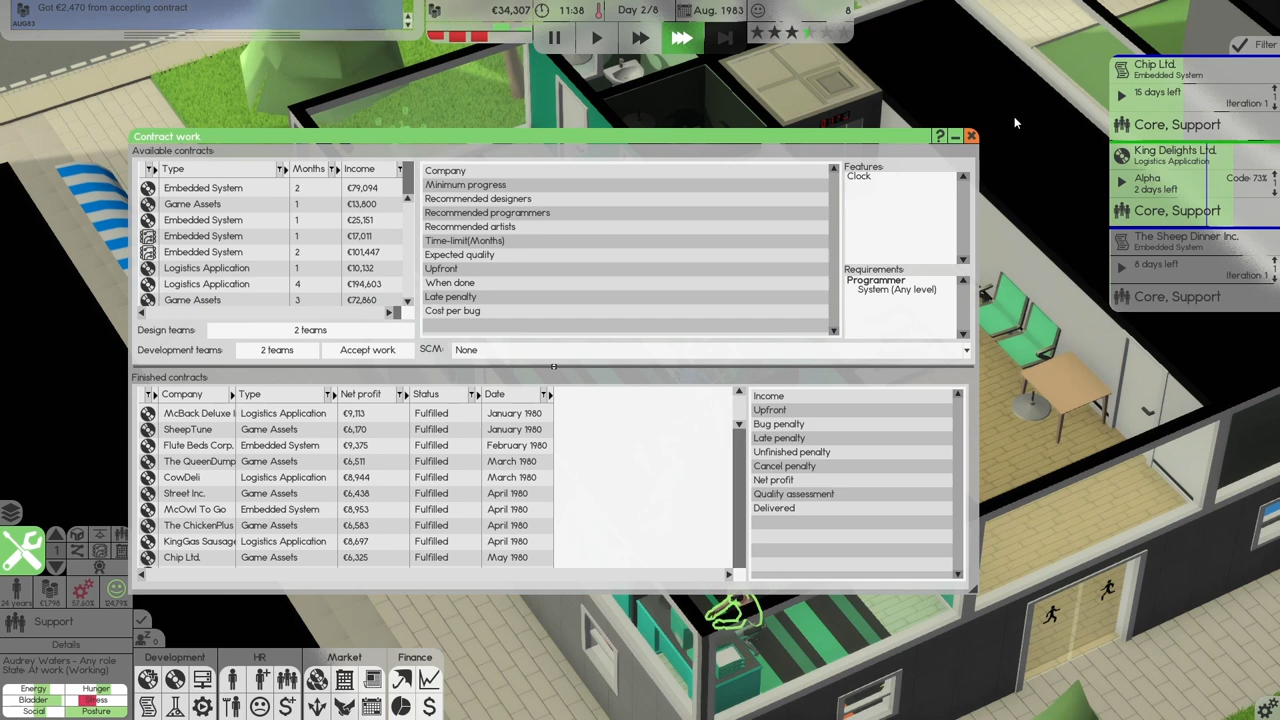 Got €2,470 from accepting contract
AUG83
€34,307
11:38
Day 2/8
Aug. 1983
8
Filter
Chip Ltd.
Embedded System
15 days left
1
Iteration 1
Core, Support
King Delights Ltd.
Logistics Application
Alpha
2 days left
Code: 73%
Core, Support
The Sheep Dinner Inc.
Embedded System
8 days left
Iteration 1
Core, Support
Contract work
?
Available contracts:
Type Months Income
Embedded System 2 €79,094
Game Assets 1 €13,800
Embedded System 1 €25,151
Embedded System 1 €17,011
Embedded System 2 €101,447
Logistics Application 1 €10,132
Logistics Application 4 €194,603
Game Assets 3 €72,860
Company
Minimum progress
Recommended designers
Recommended programmers
Recommended artists
Time-limit(Months)
Expected quality
Upfront
When done
Late penalty
Cost per bug
Features:
Clock
Requirements:
Programmer
System (Any level)
Design teams: 2 teams
Development teams: 2 teams Accept work SCM: None
Finished contracts:
Company Type Net profit Status Date
McBack Deluxe Logistics Application €9,113 Fulfilled January 1980
SheepTune Game Assets €6,170 Fulfilled January 1980
Flute Beds Corp. Embedded System €9,375 Fulfilled February 1980
The QueenDump Game Assets €6,511 Fulfilled March 1980
CowDeli Logistics Application €8,944 Fulfilled March 1980
Street Inc. Game Assets €6,438 Fulfilled April 1980
McOwl To Go Embedded System €8,953 Fulfilled April 1980
The ChickenPlus Game Assets €6,583 Fulfilled April 1980
KingGas Sausage Logistics Application €8,697 Fulfilled April 1980
Chip Ltd. Game Assets €6,325 Fulfilled May 1980
Income
Upfront
Bug penalty
Late penalty
Unfinished penalty
Cancel penalty
Net profit
Quality assessment
Delivered
1
24 years €1,798 57.60% 124.79%
Support
0
Details
Audrey Waters - Any role
State: At work (Working)
Energy Hunger
Bladder Stress
Social Posture
Development HR Market Finance